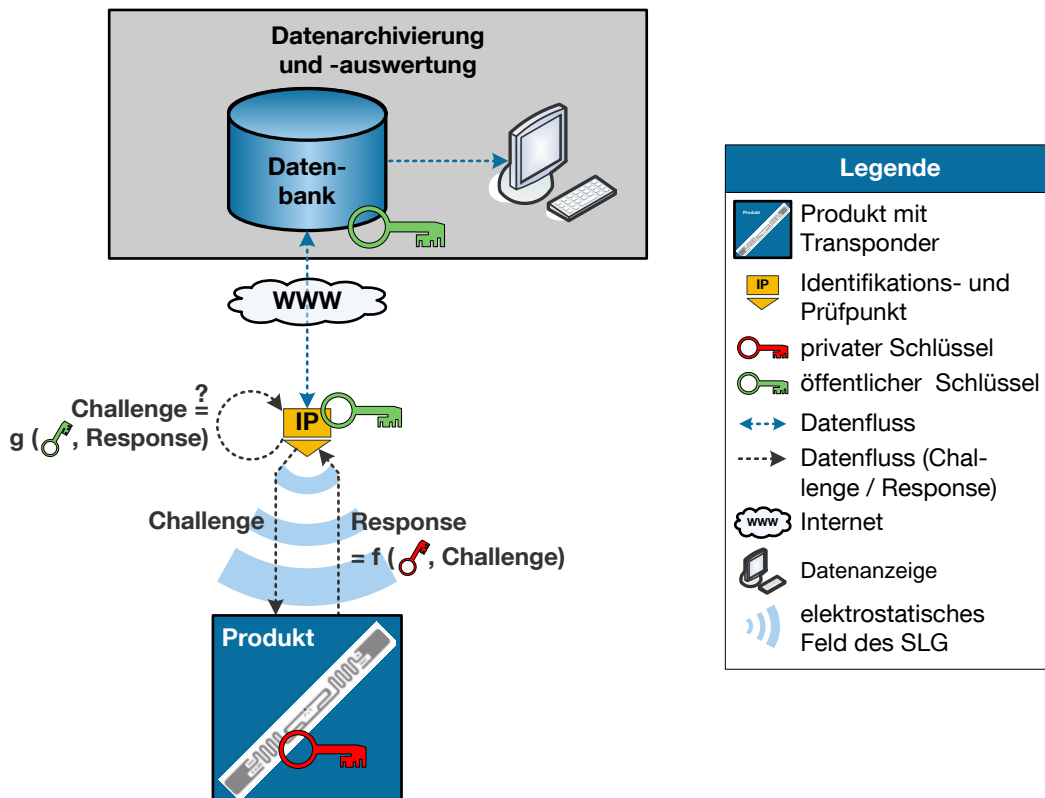 Datenarchivierung
und -auswertung
Daten-
bank
WWW
?
Challenge =
g ( , Response)
IP
Challenge
Response
= f ( , Challenge)
Produkt
Legende
Produkt
Produkt mit
Transponder
IP
Identifikations- und
Prüfpunkt
privater Schlüssel
öffentlicher Schlüssel
Datenfluss
Datenfluss (Chal-
lenge / Response)
WWW
Internet
Datenanzeige
elektrostatisches
Feld des SLG